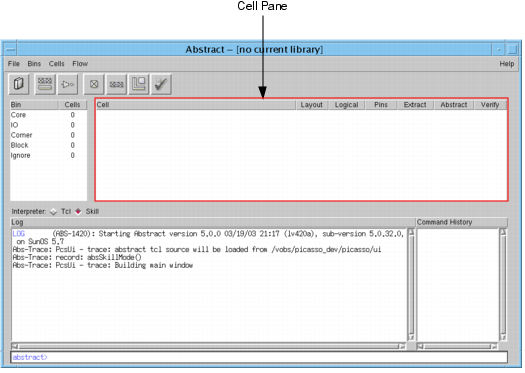 Cell Pane
Abstract – [no current library]
File Bins Cells Flow Help
Bin Cells
Core 0
IO 0
Corner 0
Block 0
Ignore 0
Cell Layout Logical Pins Extract Abstract Verify
Interpreter: Tcl Skill
Log
LOG (ABS-1420): Starting Abstract version 5.0.0 03/19/03 21:17 (lv420a), sub-version 5.0.32.0,
on SunOS 5.7
Abs-Trace: PcsUi - trace: abstract tcl source will be loaded from /vobs/picasso_dev/picasso/ui
Abs-Trace: record: absSkillMode()
Abs-Trace: PcsUi - trace: Building main window
Command History
abstract>